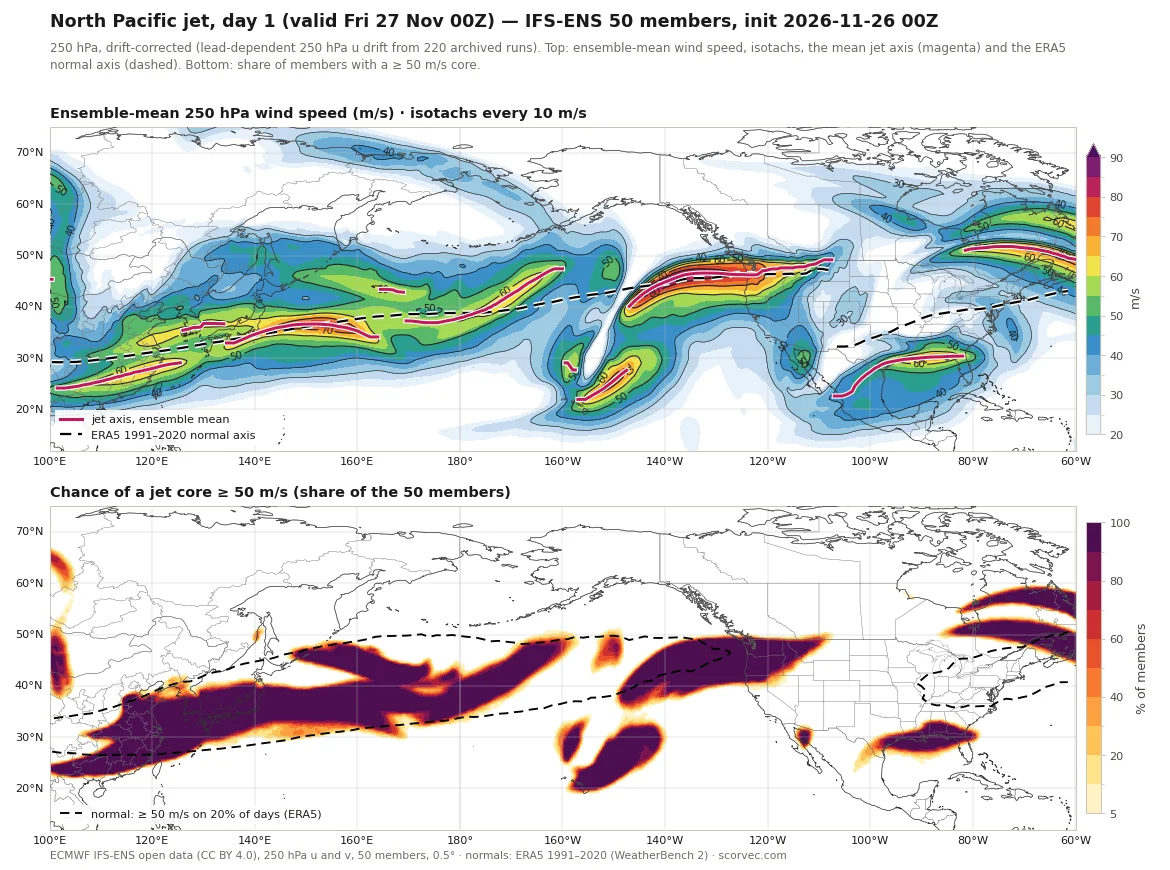 North Pacific jet, day 1 (valid Fri 27 Nov 00Z) — IFS-ENS 50 members, init 2026-11-26 00Z
250 hPa, drift-corrected (lead-dependent 250 hPa u drift from 220 archived runs). Top: ensemble-mean wind speed, isotachs, the mean jet axis (magenta) and the ERA5
normal axis (dashed). Bottom: share of members with a ≥ 50 m/s core.
Ensemble-mean 250 hPa wind speed (m/s) · isotachs every 10 m/s
70°N
60°N
50°N
40°N
30°N
20°N
jet axis, ensemble mean
ERA5 1991–2020 normal axis
100°E 120°E 140°E 160°E 180° 160°W 140°W 120°W 100°W 80°W 60°W
90
80
70
60
50
40
30
20
m/s
Chance of a jet core ≥ 50 m/s (share of the 50 members)
70°N
60°N
50°N
40°N
30°N
20°N
normal: ≥ 50 m/s on 20% of days (ERA5)
100°E 120°E 140°E 160°E 180° 160°W 140°W 120°W 100°W 80°W 60°W
100
80
60
40
20
5
% of members
ECMWF IFS-ENS open data (CC BY 4.0), 250 hPa u and v, 50 members, 0.5° · normals: ERA5 1991–2020 (WeatherBench 2) · scorvec.com